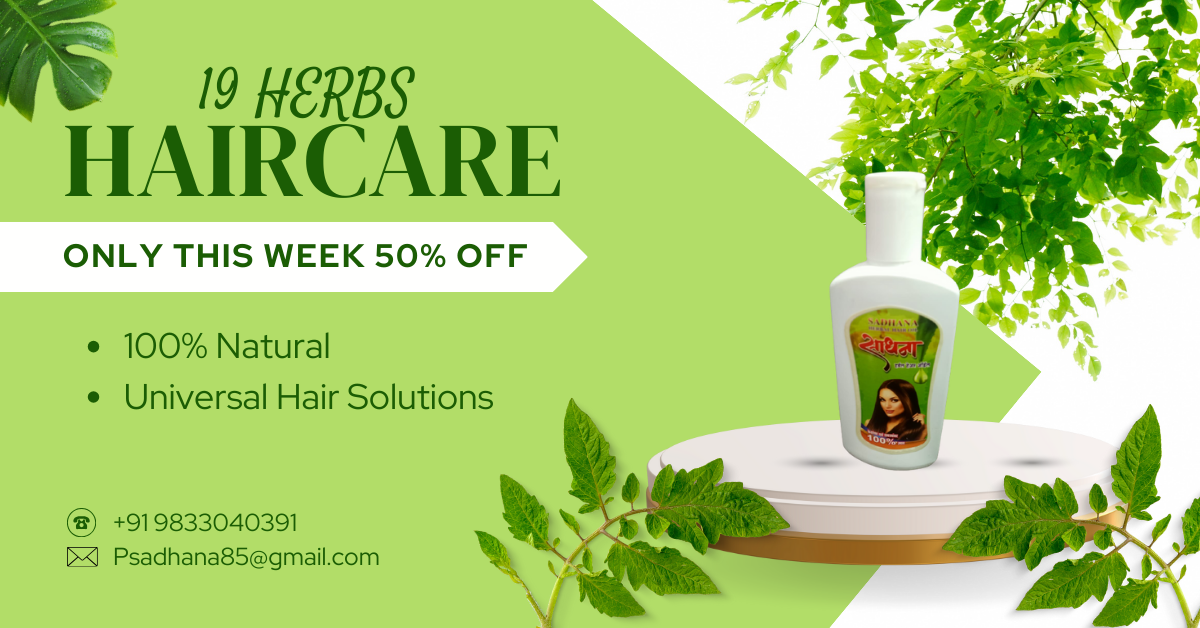 19 HERBS
HAIRCARE
ONLY THIS WEEK 50% OFF
100% Natural
Universal Hair Solutions
+91 9833040391
Psadhana85@gmail.com
SADHANA
साधना
100%